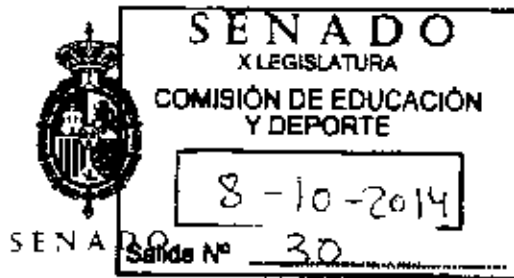 SENADO
X LEGISLATURA
COMISIÓN DE EDUCACIÓN
Y DEPORTE
8-10-2014
SENADO
Salida Nº 30